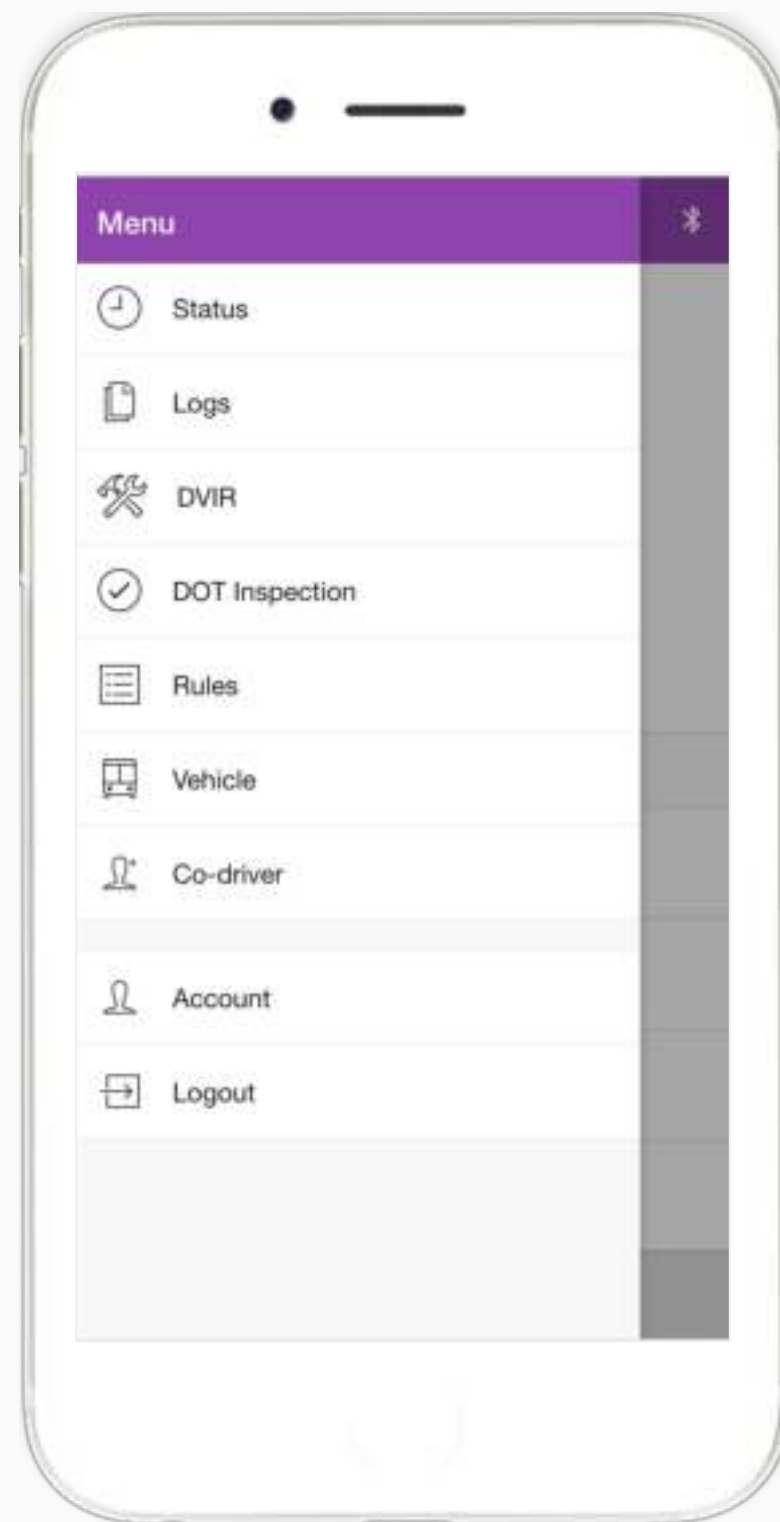 Menu
Status
Logs
DVIR
DOT Inspection
Rules
Vehicle
Co-driver
Account
Logout